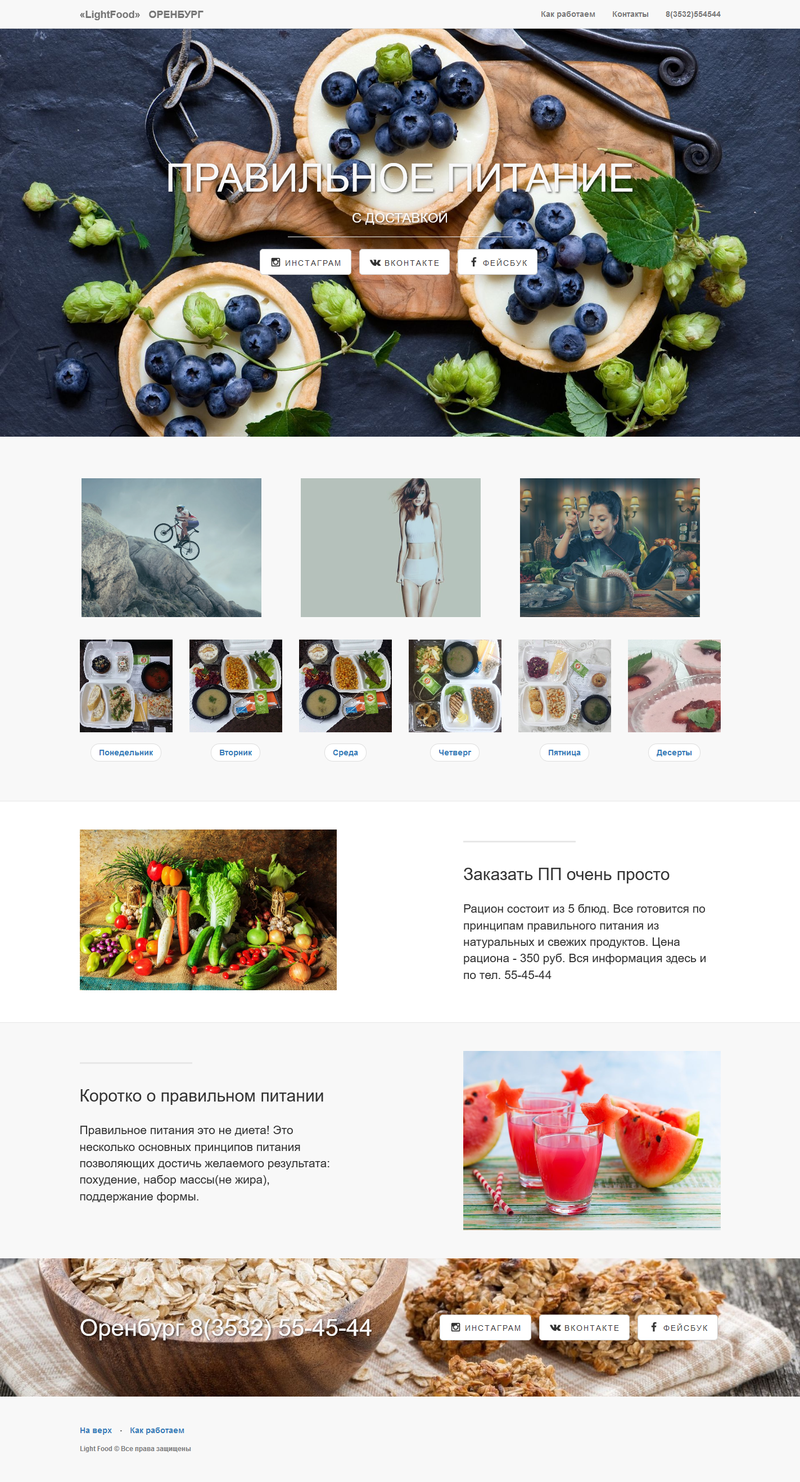 «LightFood» ОРЕНБУРГ
Как работаем Контакты 8(3532)554544
ПРАВИЛЬНОЕ ПИТАНИЕ
С ДОСТАВКОЙ
ИНСТАГРАМ ВКОНТАКТЕ ФЕЙСБУК
Понедельник Вторник Среда Четверг Пятница Десерты
Заказать ПП очень просто
Рацион состоит из 5 блюд. Все готовится по
принципам правильного питания из
натуральных и свежих продуктов. Цена
рациона - 350 руб. Вся информация здесь и
по тел. 55-45-44
Коротко о правильном питании
Правильное питания это не диета! Это
несколько основных принципов питания
позволяющих достичь желаемого результата:
похудение, набор массы(не жира),
поддержание формы.
Оренбург 8(3532) 55-45-44
ИНСТАГРАМ ВКОНТАКТЕ ФЕЙСБУК
На верх · Как работаем
Light Food © Все права защищены